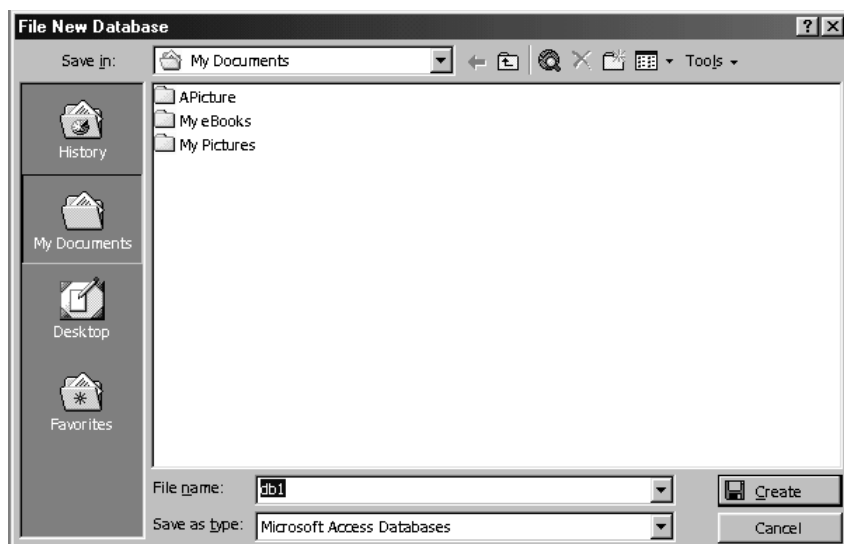 File New Database
Save in:
My Documents
Tools
History
My Documents
Desktop
Favorites
APicture
My eBooks
My Pictures
File name:
db1
Create
Save as type:
Microsoft Access Databases
Cancel